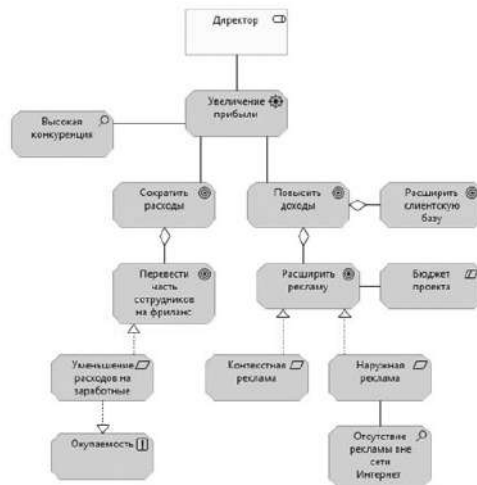 Директор
Увеличение
прибыли
Высокая
конкуренция
Сократить
расходы
Повысить
доходы
Расширить
клиентскую
базу
Перевести
часть
сотрудников
на фриланс
Расширить
рекламу
Бюджет
проекта
Уменьшение
расходов на
заработные
Контекстная
реклама
Наружная
реклама
Окупаемость
Отсутствие
рекламы вне
сети
Интернет